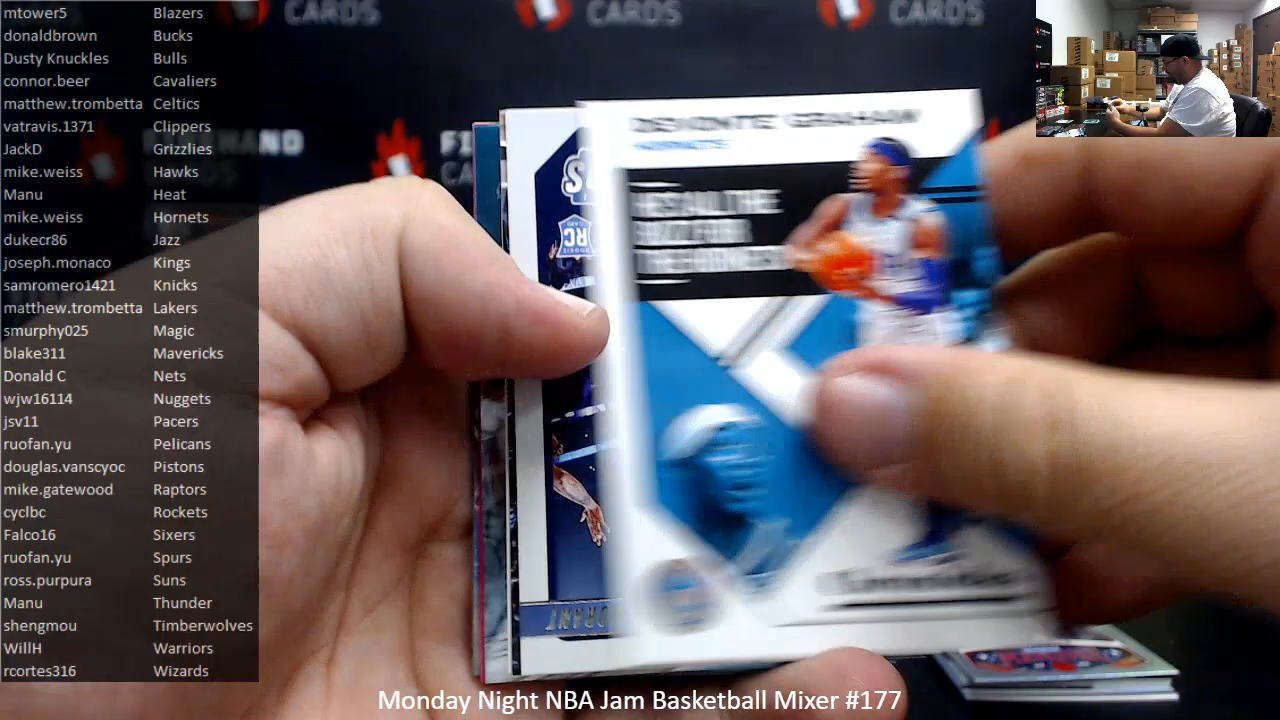 mtower5 Blazers
donaldbrown Bucks
Dusty Knuckles Bulls
connor.beer Cavaliers
matthew.trombetta Celtics
vatravis.1371 Clippers
JackD Grizzlies
mike.weiss Hawks
Manu Heat
mike.weiss Hornets
dukecr86 Jazz
joseph.monaco Kings
samromero1421 Knicks
matthew.trombetta Lakers
smurphy025 Magic
blake311 Mavericks
Donald C Nets
wjw16114 Nuggets
jsv11 Pacers
ruofan.yu Pelicans
douglas.vanscyoc Pistons
mike.gatewood Raptors
cyclbc Rockets
Falco16 Sixers
ruofan.yu Spurs
ross.purpura Suns
Manu Thunder
shengmou Timberwolves
WillH Warriors
rcortes316 Wizards
CARDS
CARDS
CARDS
DEVONTE GRAHAM
HORNETS
RC
Monday Night NBA Jam Basketball Mixer #177